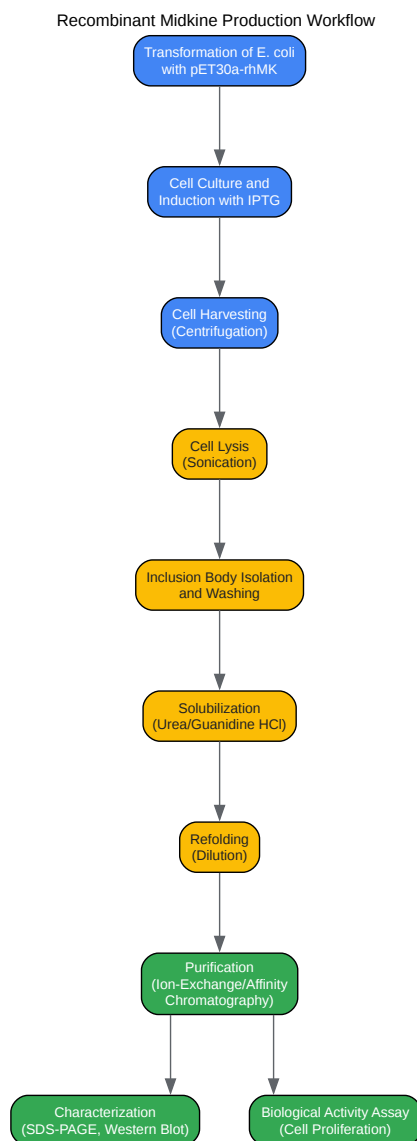 Recombinant Midkine Production Workflow
Transformation of E. coli
with pET30a-rhMK
Cell Culture and
Induction with IPTG
Cell Harvesting
(Centrifugation)
Cell Lysis
(Sonication)
Inclusion Body Isolation
and Washing
Solubilization
(Urea/Guanidine HCl)
Refolding
(Dilution)
Purification
(Ion-Exchange/Affinity
Chromatography)
Characterization
(SDS-PAGE, Western Blot)
Biological Activity Assay
(Cell Proliferation)